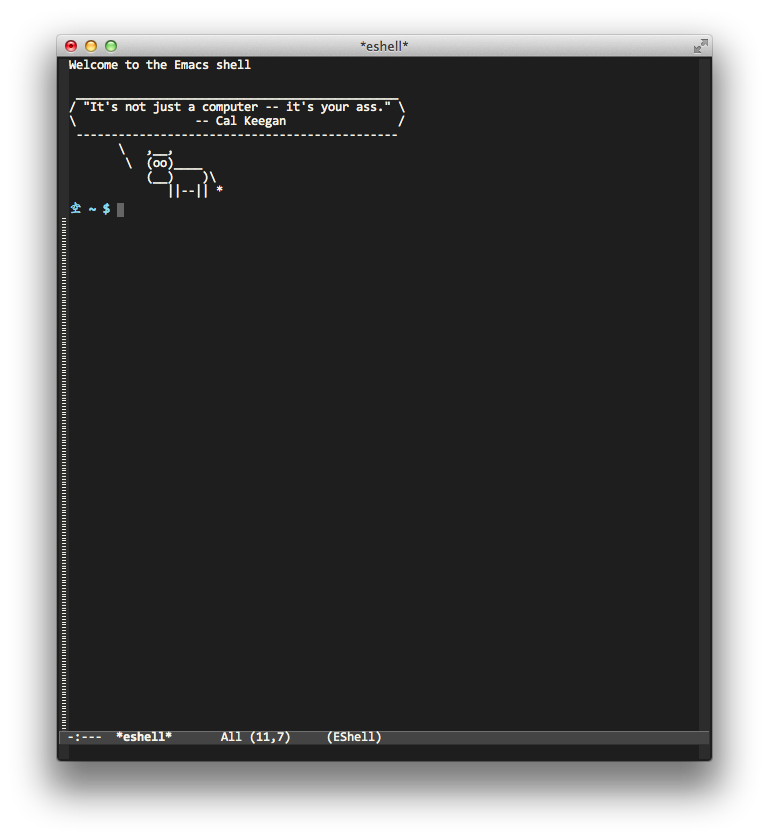 *eshell*
Welcome to the Emacs shell
 ______________________________________________
/ "It's not just a computer -- it's your ass." \
\                 -- Cal Keegan                /
 ----------------------------------------------
       \   ,__,
        \  (oo)____
           (__)    )\
              ||--|| *
~ $
-:---  *eshell*       All (11,7)     (EShell)